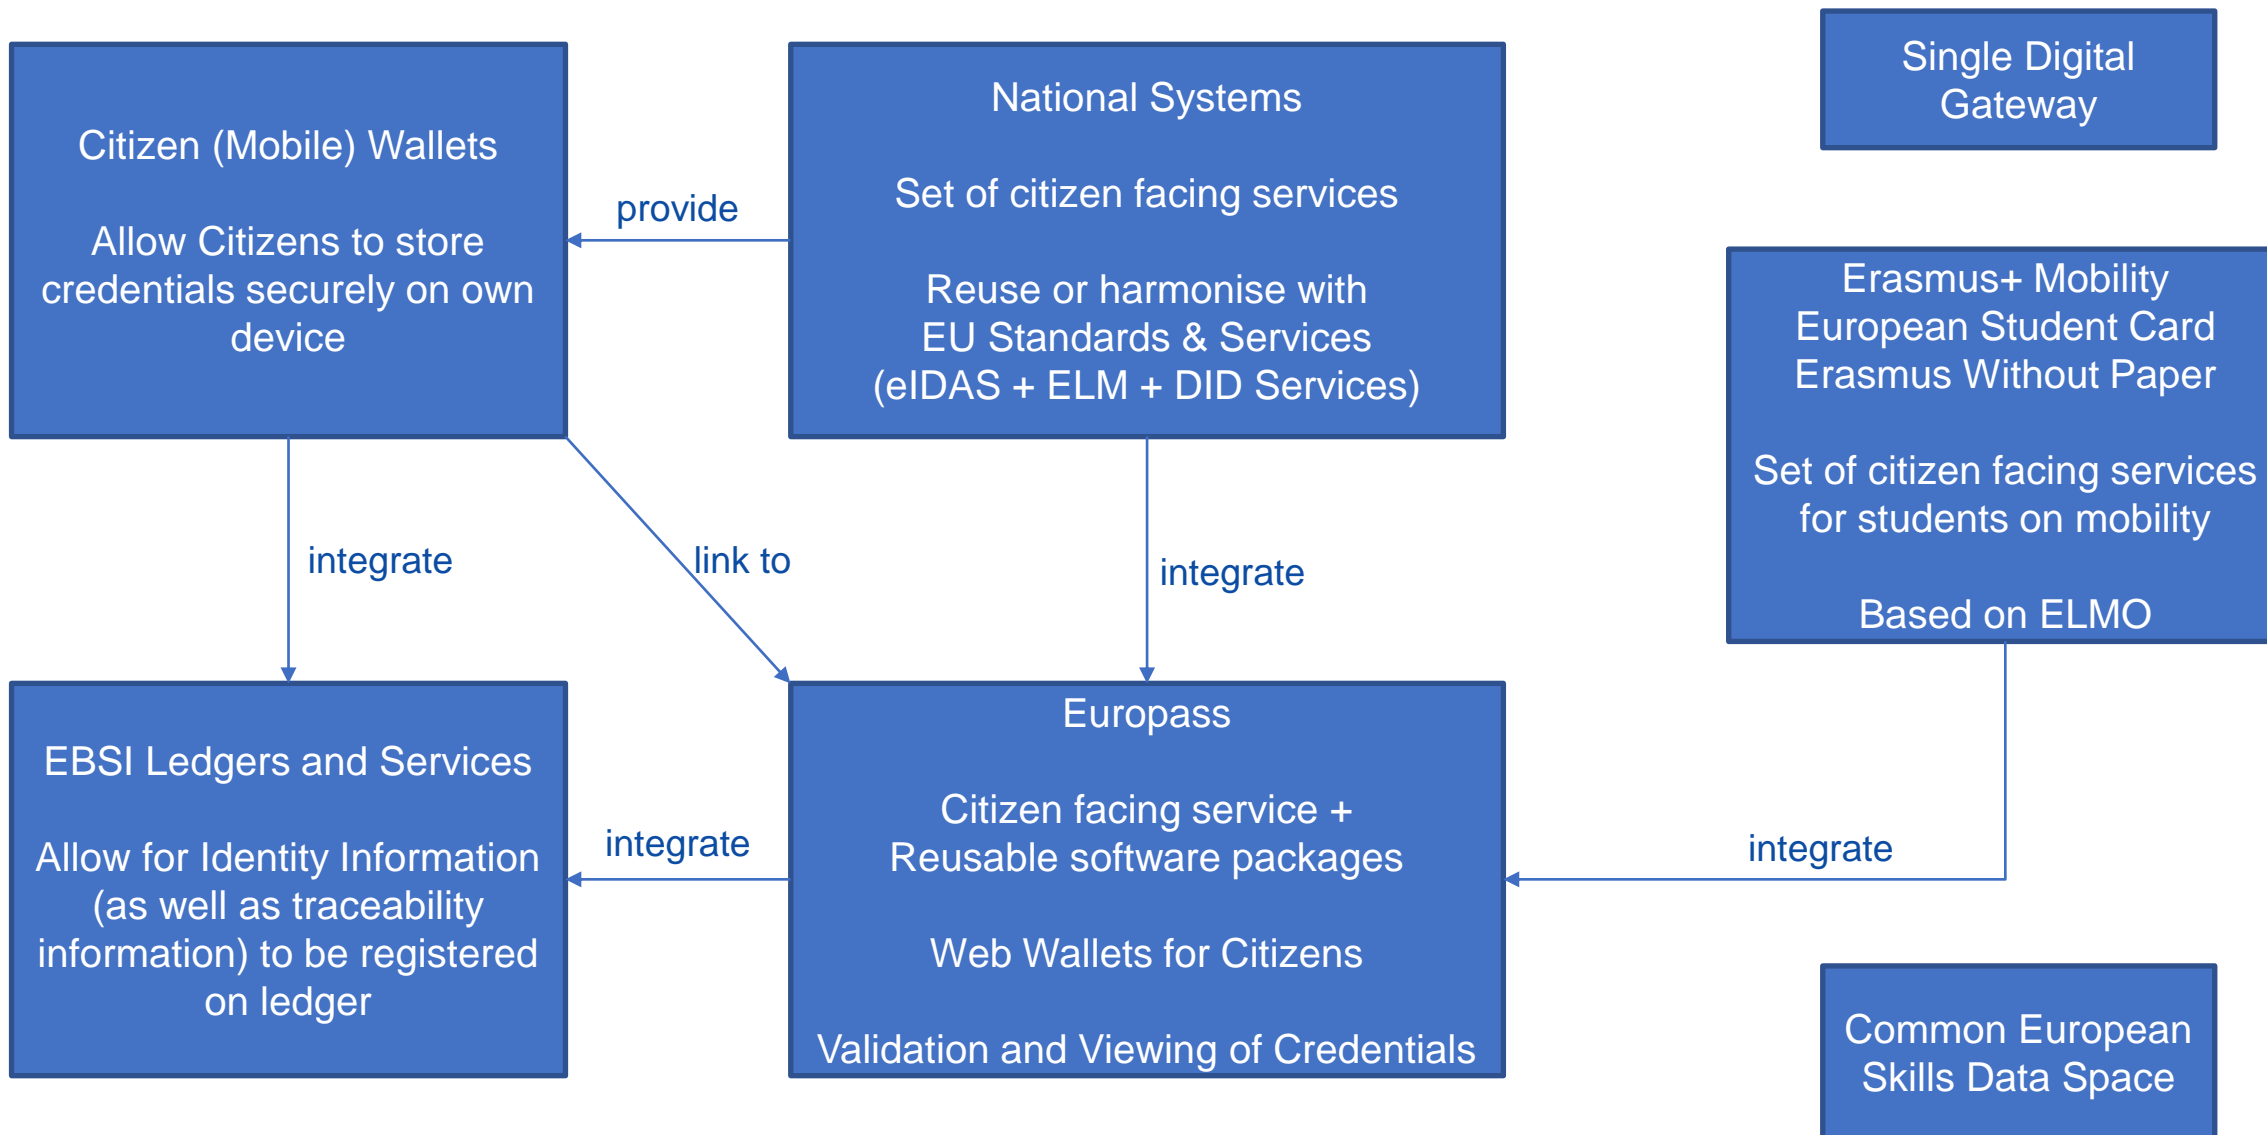 Citizen (Mobile) Wallets
Allow Citizens to store
credentials securely on own
device
provide
National Systems
Set of citizen facing services
Reuse or harmonise with
EU Standards & Services
(eIDAS + ELM + DID Services)
Single Digital
Gateway
Erasmus+ Mobility
European Student Card
Erasmus Without Paper
Set of citizen facing services
for students on mobility
Based on ELMO
integrate
link to
integrate
EBSI Ledgers and Services
Allow for Identity Information
(as well as traceability
information) to be registered
on ledger
integrate
Europass
Citizen facing service +
Reusable software packages
Web Wallets for Citizens
Validation and Viewing of Credentials
integrate
Common European
Skills Data Space